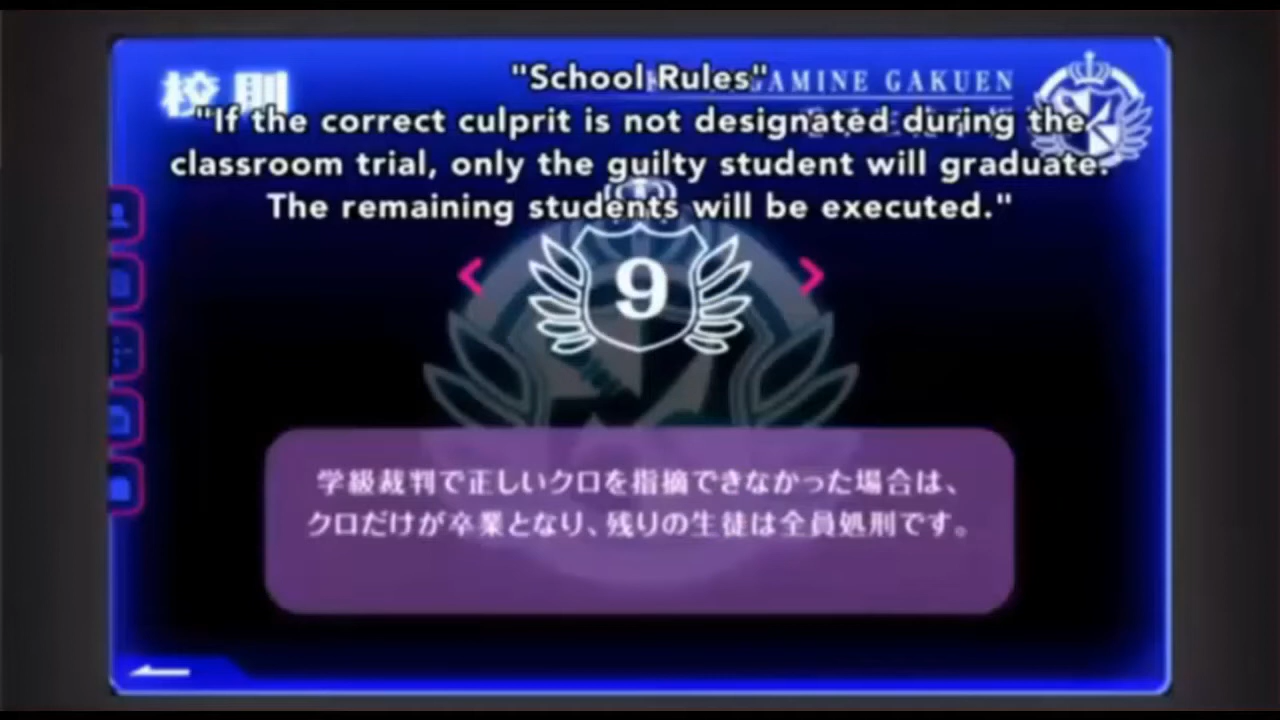 "School Rules"
"If the correct culprit is not designated during the
classroom trial, only the guilty student will graduate.
The remaining students will be executed."
校則
GAMINE GAKUEN
9
学級裁判で正しいクロを指摘できなかった場合は、
クロだけが卒業となり、残りの生徒は全員処刑です。